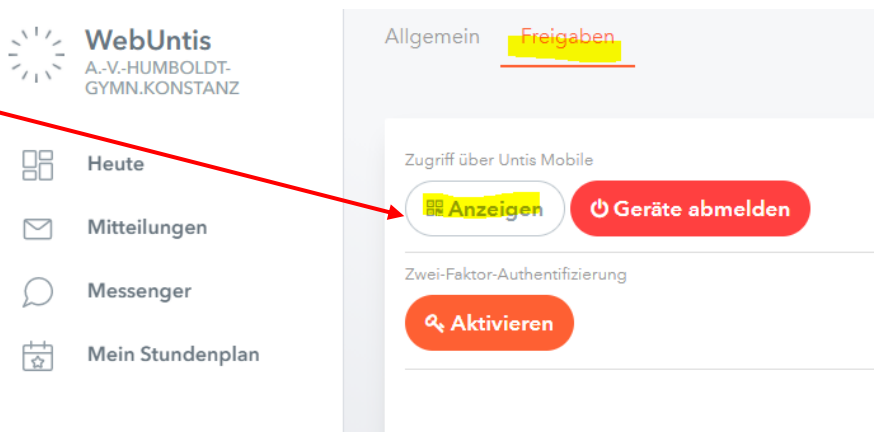 WebUntis
A.-V.-HUMBOLDT-
GYMN.KONSTANZ
Heute
Mitteilungen
Messenger
Mein Stundenplan
Allgemein Freigaben
Zugriff über Untis Mobile
Anzeigen Geräte abmelden
Zwei-Faktor-Authentifizierung
Aktivieren